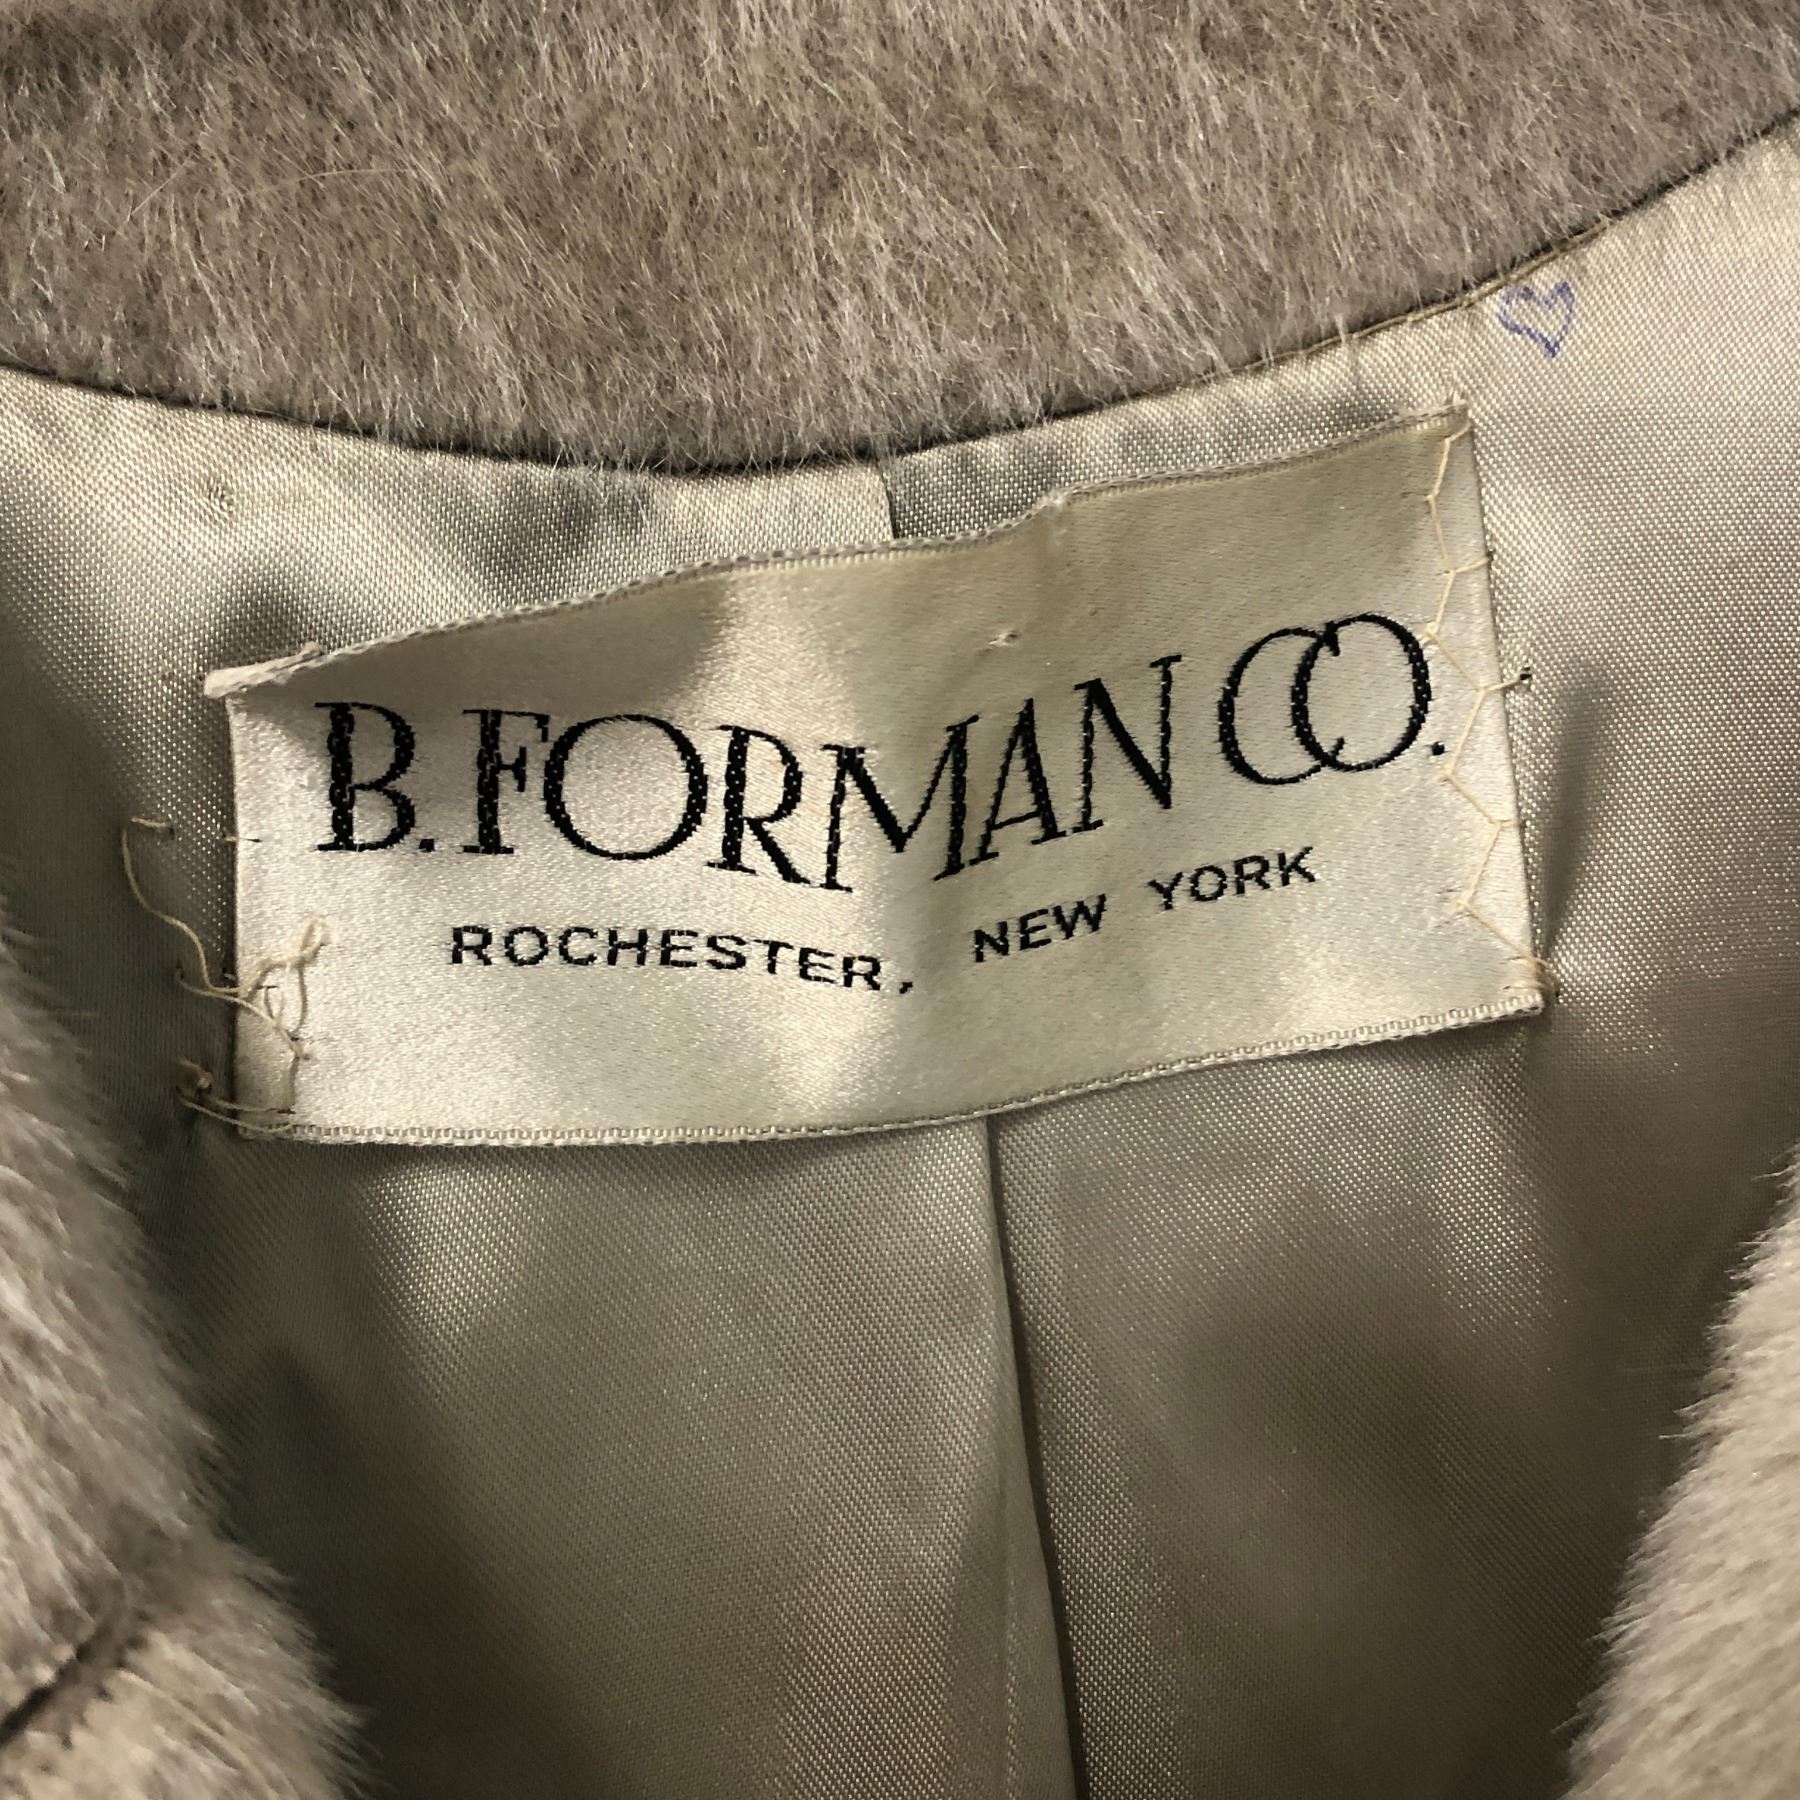 B. FORMAN CO.
ROCHESTER, NEW YORK